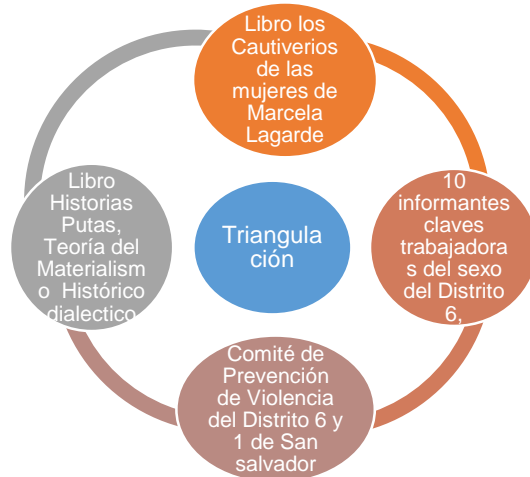 Libro los
Cautiverios
de las
mujeres de
Marcela
Lagarde
10
informantes
claves
trabajadora
s del sexo
del Distrito
6,
Comité de
Prevención
de Violencia
del Distrito 6 y
1 de San
salvador
Libro
Historias
Putas,
Teoría del
Materialism
o Histórico
dialectico
Triangula
ción